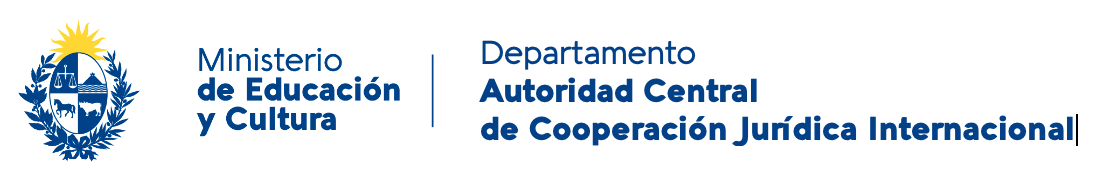 Ministerio
de Educación
y Cultura
Departamento
Autoridad Central
de Cooperación Jurídica Internacional